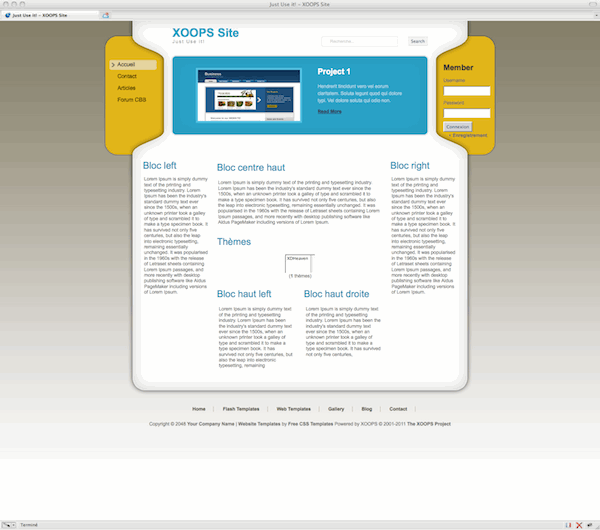 Just Use it! – XOOPS Site
Just Use it! – XOOPS Site
XOOPS Site
Just Use it!
Recherche...
Search
Accueil
Contact
Articles
Forum CBS
Business
Project 1
Hendrerit tincidunt vero vel eorum
claritatem. Soluta legunt quod qui dolore
typi. Vel dolore soluta qui odio non.
Read More
Member
Username
Password
Connexion
Enregistrement
Bloc left
Lorem Ipsum is simply dummy
text of the printing and
typesetting industry. Lorem
Ipsum has been the industry's
standard dummy text ever
since the 1500s, when an
unknown printer took a galley
of type and scrambled it to
make a type specimen book. It
has survived not only five
centuries, but also the leap
into electronic typesetting,
remaining essentially
unchanged. It was popularised
in the 1960s with the release
of Letraset sheets containing
Lorem Ipsum passages, and
more recently with desktop
publishing software like Aldus
PageMaker including versions
of Lorem Ipsum.
Bloc centre haut
Lorem Ipsum is simply dummy text of the printing and typesetting industry.
Lorem Ipsum has been the industry's standard dummy text ever since the
1500s, when an unknown printer took a galley of type and scrambled it to
make a type specimen book. It has survived not only five centuries, but also
the leap into electronic typesetting, remaining essentially unchanged. It was
popularised in the 1960s with the release of Letraset sheets containing Lorem
Ipsum passages, and more recently with desktop publishing software like
Aldus PageMaker including versions of Lorem Ipsum.
Thèmes
(1 thèmes)
Bloc haut left
Lorem Ipsum is simply dummy
text of the printing and typesetting
industry. Lorem Ipsum has been
the industry's standard dummy text
ever since the 1500s, when an
unknown printer took a galley of
type and scrambled it to make a
type specimen book. It has
survived not only five centuries, but
also the leap into electronic
typesetting, remaining
Bloc haut droite
Lorem Ipsum is simply dummy
text of the printing and typesetting
industry. Lorem Ipsum has been
the industry's standard dummy text
ever since the 1500s, when an
unknown printer took a galley of
type and scrambled it to make a
type specimen book. It has survived
not only five centuries,
Bloc right
Lorem Ipsum is simply dummy
text of the printing and
typesetting industry. Lorem
Ipsum has been the industry's
standard dummy text ever
since the 1500s, when an
unknown printer took a galley
of type and scrambled it to
make a type specimen book. It
has survived not only five
centuries, but also the leap
into electronic typesetting,
remaining essentially
unchanged. It was popularised
in the 1960s with the release
of Letraset sheets containing
Lorem Ipsum passages, and
more recently with desktop
publishing software like Aldus
PageMaker including versions
of Lorem Ipsum.
Home | Flash Templates | Web Templates | Gallery | Blog | Contact |
Copyright © 2048 Your Company Name | Website Templates by Free CSS Templates Powered by XOOPS © 2001-2011 The XOOPS Project
Terminé